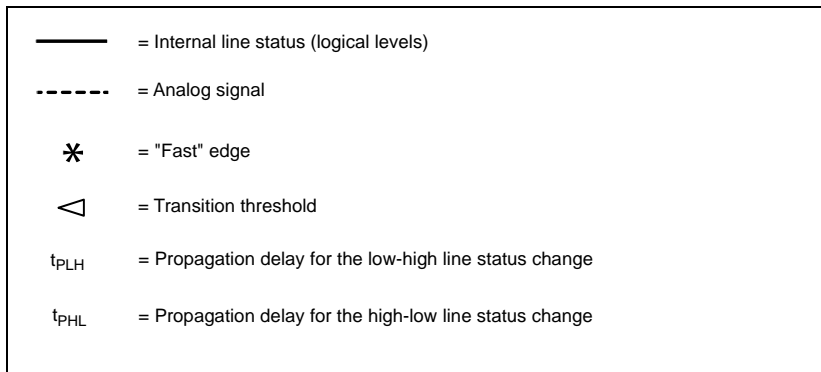 = Internal line status (logical levels)
= Analog signal
= "Fast" edge
= Transition threshold
tPLH = Propagation delay for the low-high line status change
tPHL = Propagation delay for the high-low line status change